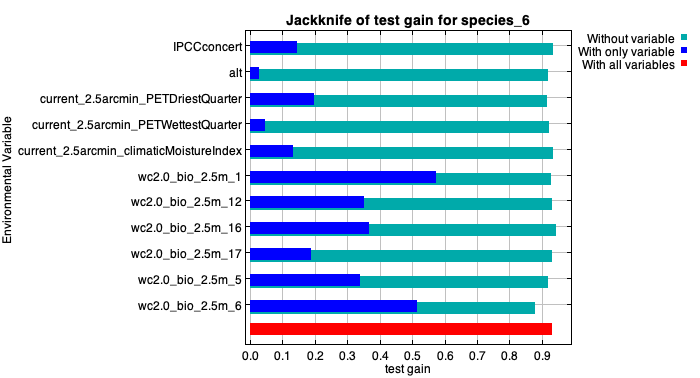 Jackknife of test gain for species_6
Without variable
With only variable
With all variables
Environmental Variable
IPCCconcert
alt
current_2.5arcmin_PETDriestQuarter
current_2.5arcmin_PETWettestQuarter
current_2.5arcmin_climaticMoistureIndex
wc2.0_bio_2.5m_1
wc2.0_bio_2.5m_12
wc2.0_bio_2.5m_16
wc2.0_bio_2.5m_17
wc2.0_bio_2.5m_5
wc2.0_bio_2.5m_6
0.0 0.1 0.2 0.3 0.4 0.5 0.6 0.7 0.8 0.9
test gain